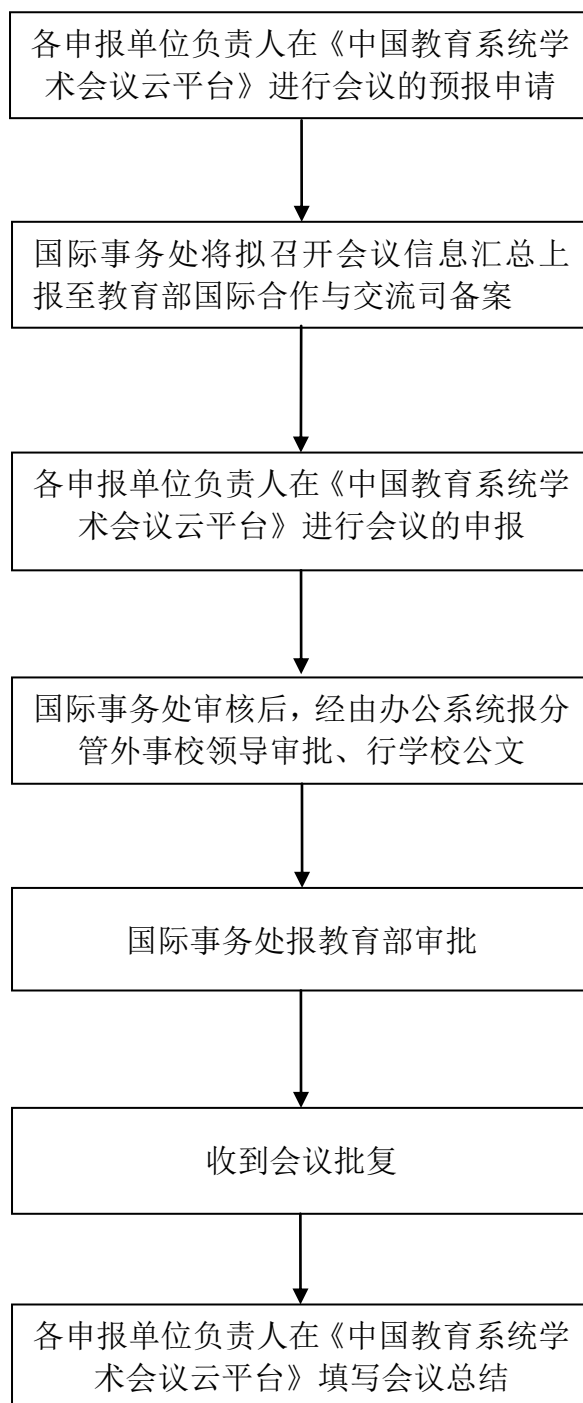 各申报单位负责人在《中国教育系统学
术会议云平台》进行会议的预报申请
国际事务处将拟召开会议信息汇总上
报至教育部国际合作与交流司备案
各申报单位负责人在《中国教育系统学
术会议云平台》进行会议的申报
国际事务处审核后，经由办公系统报分
管外事校领导审批、行学校公文
国际事务处报教育部审批
收到会议批复
各申报单位负责人在《中国教育系统学
术会议云平台》填写会议总结